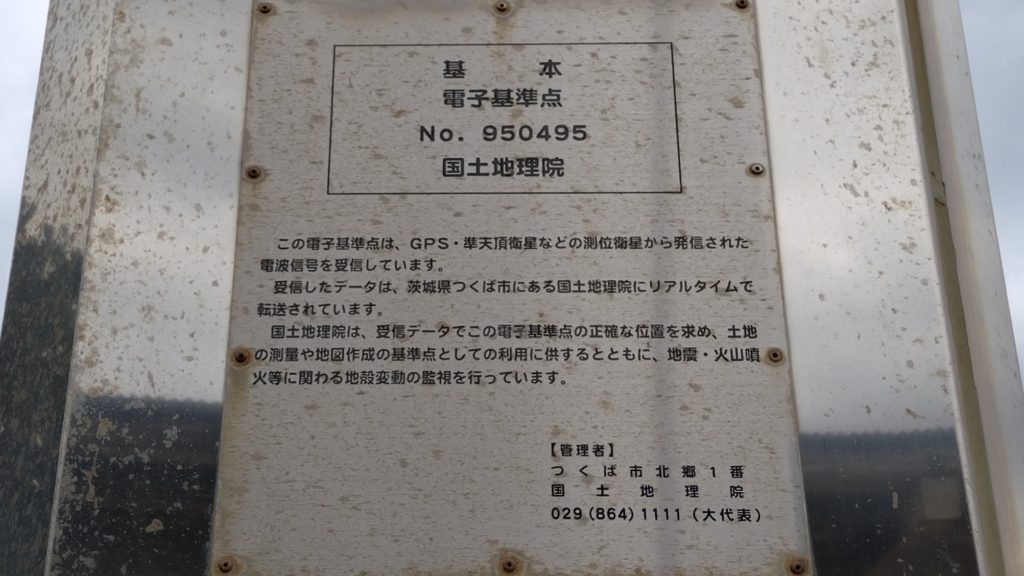 基 本
電子基準点
No. 950495
国土地理院
この電子基準点は、GPS・準天頂衛星などの測位衛星から発信された
電波信号を受信しています。
受信したデータは、茨城県つくば市にある国土地理院にリアルタイムで
転送されています。
国土地理院は、受信データでこの電子基準点の正確な位置を求め、土地
の測量や地図作成の基準点としての利用に供するとともに、地震・火山噴
火等に関わる地殻変動の監視を行っています。
【管理者】
つくば市北郷1番
国土地理院
029(864)1111(大代表)